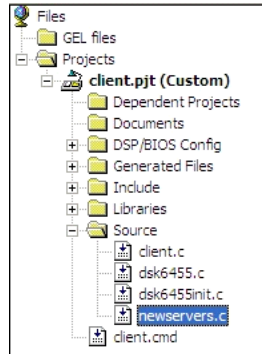 Files
GEL files
Projects
client.pjt (Custom)
Dependent Projects
Documents
DSP/BIOS Config
Generated Files
Include
Libraries
Source
client.c
dsk6455.c
dsk6455init.c
newservers.c
client.cmd